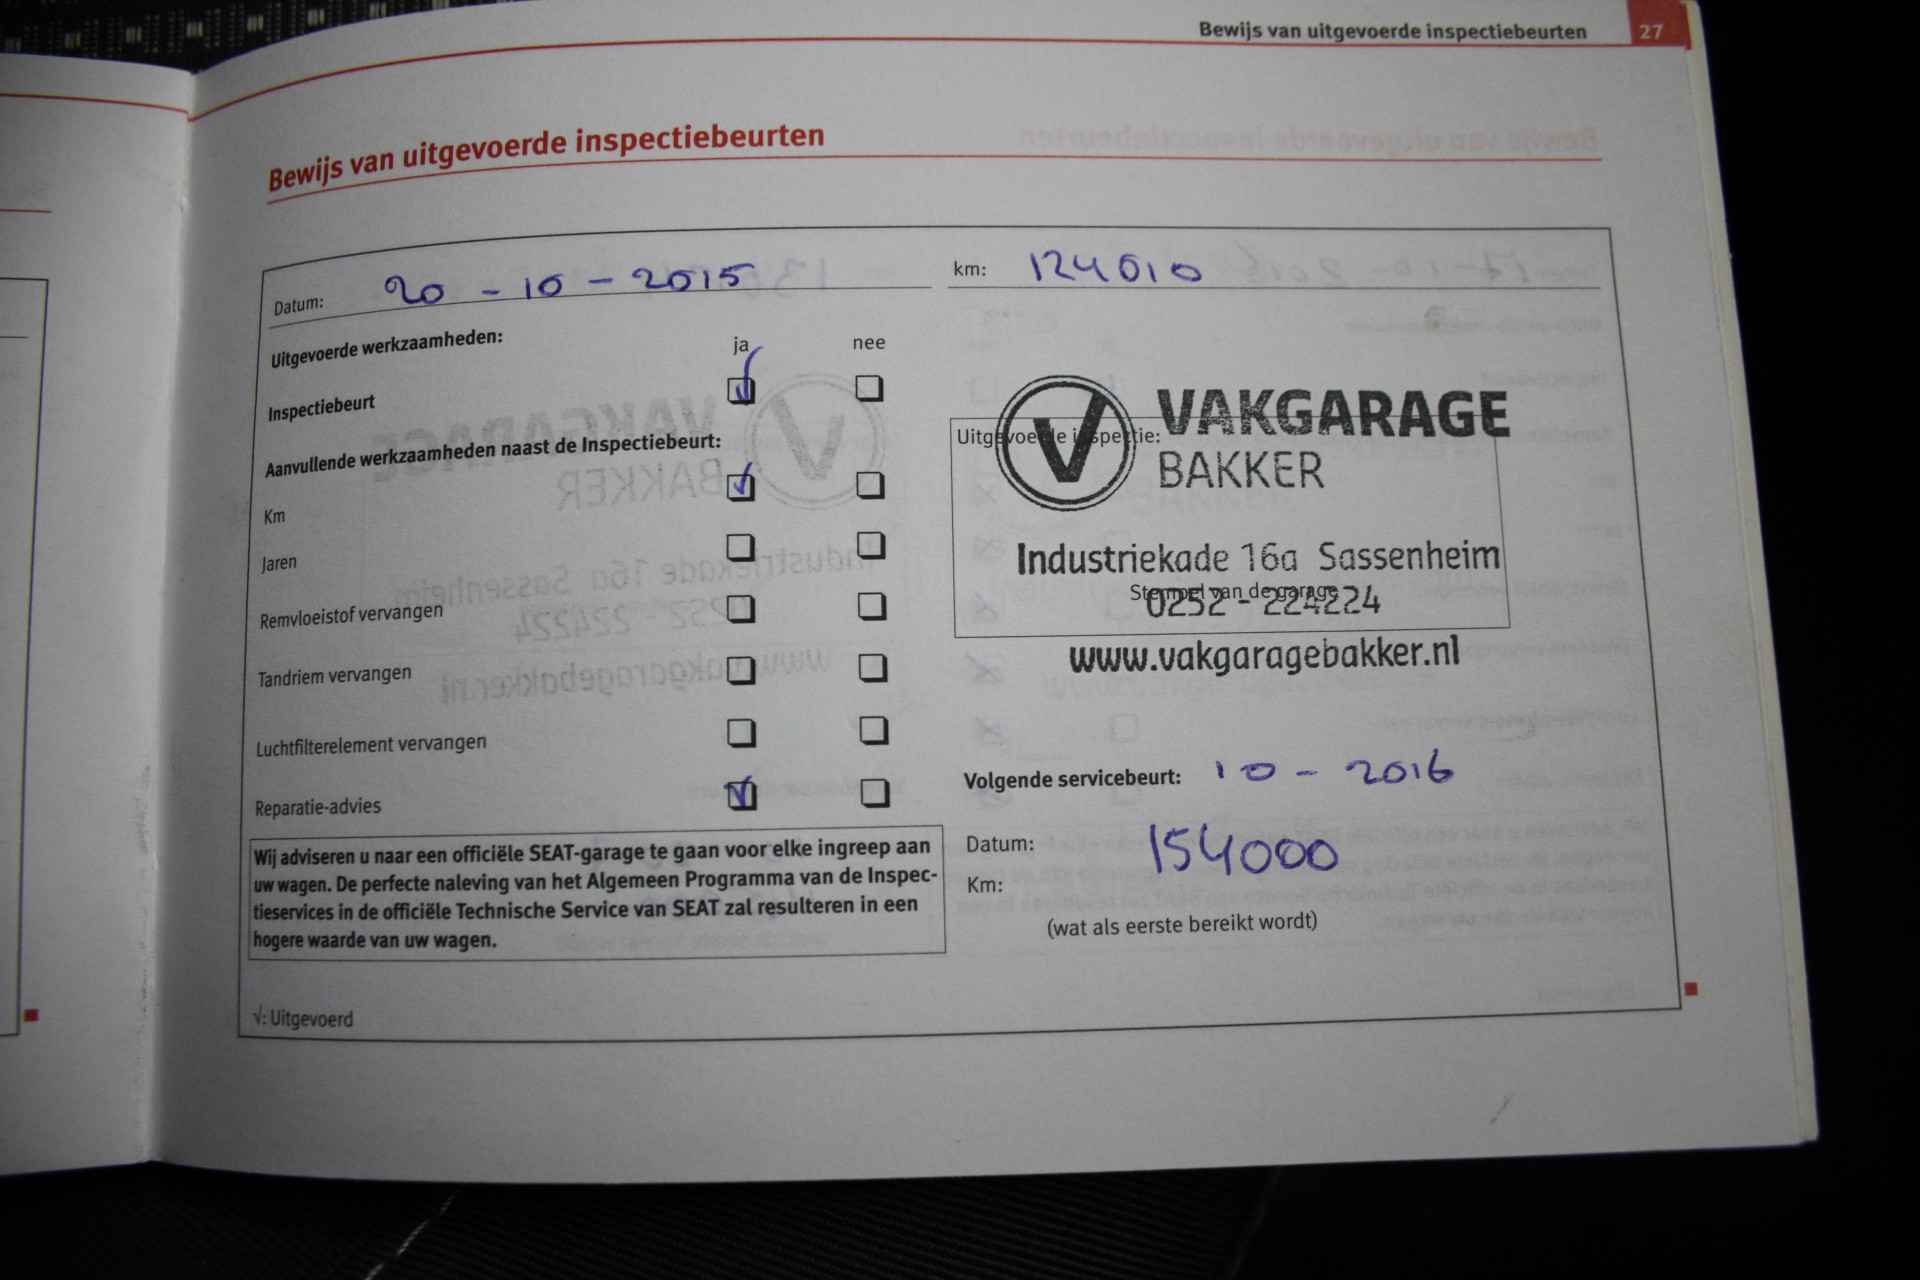 Bewijs van uitgevoerde inspectiebeurten 27
Bewijs van uitgevoerde inspectiebeurten
Datum: 20 - 10 - 2015
km: 124010
Uitgevoerde werkzaamheden:
ja nee
Inspectiebeurt
Aanvullende werkzaamheden naast de Inspectiebeurt:
Km
Jaren
Remvloeistof vervangen
Tandriem vervangen
Luchtfilterelement vervangen
Reparatie-advies
Wij adviseren u naar een officiële SEAT-garage te gaan voor elke ingreep aan
uw wagen. De perfecte naleving van het Algemeen Programma van de Inspec-
tieservices in de officiële Technische Service van SEAT zal resulteren in een
hogere waarde van uw wagen.
√: Uitgevoerd
Uitgevoerde inspectie:
V VAKGARAGE
BAKKER
Industriekade 16a Sassenheim
Stempel van de garage
0252 - 224224
www.vakgaragebakker.nl
Volgende servicebeurt: 10 - 2016
Datum:
154000
Km:
(wat als eerste bereikt wordt)